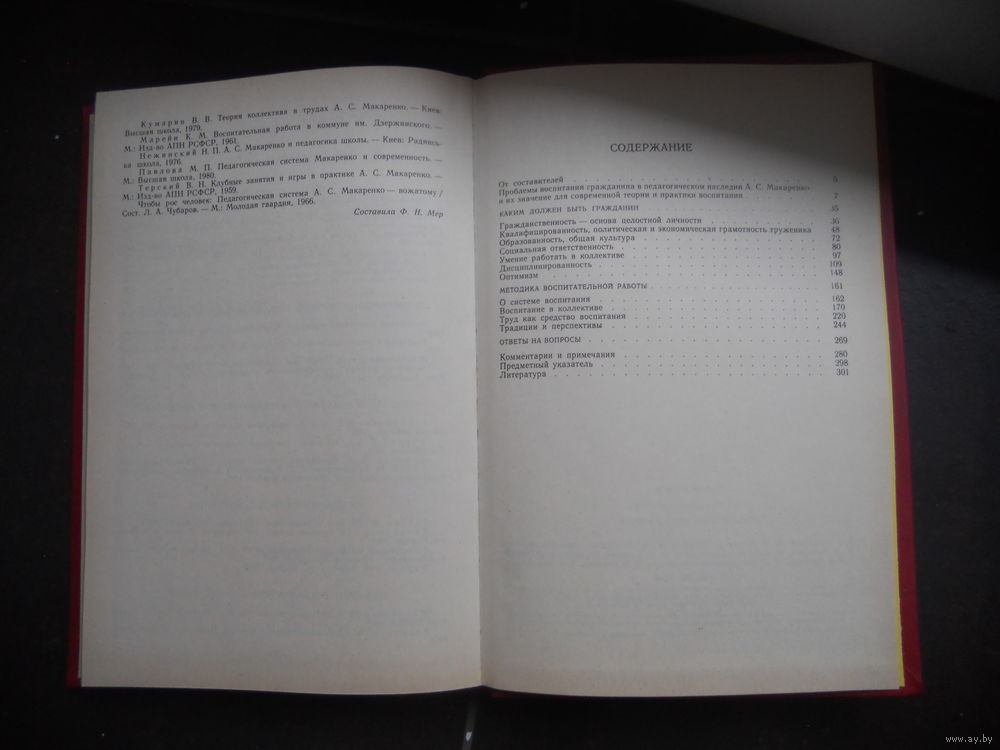 Кумарин В. В. Теория коллектива в трудах А. С. Макаренко. — Киев:
Высшая школа, 1979.
Марейн К. М. Воспитательная работа в коммуне им. Дзержинского. —
М.: Изд-во АПН РСФСР, 1961.
Нежинский Н. П. А. С. Макаренко и педагогика школы. — Киев: Радянсь-
ка школа, 1976.
Павлова М. П. Педагогическая система Макаренко и современность. —
М.: Высшая школа, 1980.
Терский В. Н. Клубные занятия и игры в практике А. С. Макаренко. —
М.: Изд-во АПН РСФСР, 1959.
Чтобы рос человек: Педагогическая система А. С. Макаренко — вожатому /
Сост. Л. А. Чубаров. — М.: Молодая гвардия, 1966.
Составила Ф. Н. Мер
СОДЕРЖАНИЕ
От составителей 5
Проблемы воспитания гражданина в педагогическом наследии А. С. Макаренко
и их значение для современной теории и практики воспитания 7
КАКИМ ДОЛЖЕН БЫТЬ ГРАЖДАНИН 35
Гражданственность — основа целостной личности 36
Квалифицированность, политическая и экономическая грамотность труженика 48
Образованность, общая культура 72
Социальная ответственность 80
Умение работать в коллективе 97
Дисциплинированность 109
Оптимизм 148
МЕТОДИКА ВОСПИТАТЕЛЬНОЙ РАБОТЫ 161
О системе воспитания 162
Воспитание в коллективе 170
Труд как средство воспитания 220
Традиции и перспективы 244
ОТВЕТЫ НА ВОПРОСЫ 269
Комментарии и примечания 280
Предметный указатель 298
Литература 301
www.ay.by